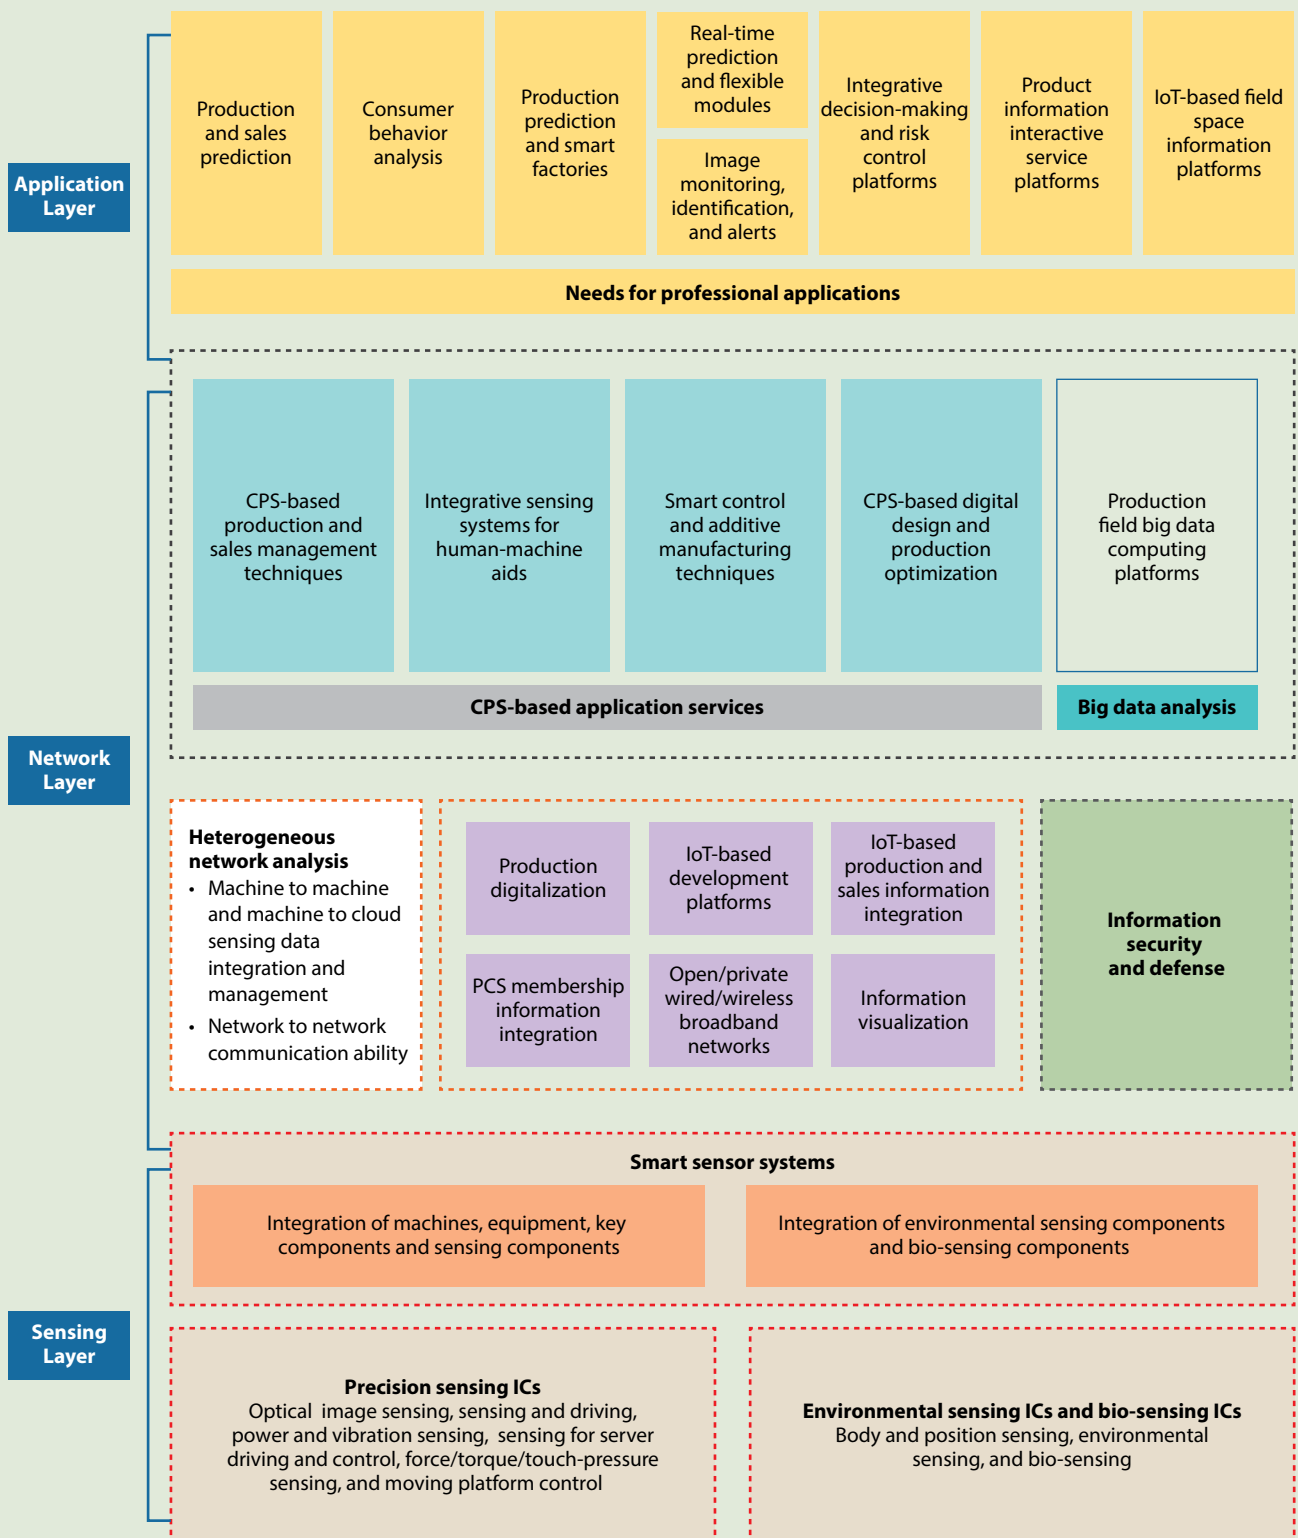 Application
Layer
Production
and sales
prediction
Consumer
behavior
analysis
Production
prediction
and smart
factories
Real-time
prediction
and flexible
modules
Image
monitoring,
identification,
and alerts
Integrative
decision-making
and risk
control
platforms
Product
information
interactive
service
platforms
IoT-based field
space
information
platforms
Needs for professional applications
Network
Layer
CPS-based
production and
sales management
techniques
Integrative sensing
systems for
human-machine
aids
Smart control
and additive
manufacturing
techniques
CPS-based digital
design and
production
optimization
Production
field big data
computing
platforms
CPS-based application services
Big data analysis
Heterogeneous
network analysis
• Machine to machine
and machine to cloud
sensing data
integration and
management
• Network to network
communication ability
Production
digitalization
IoT-based
development
platforms
IoT-based
production and
sales information
integration
PCS membership
information
integration
Open/private
wired/wireless
broadband
networks
Information
visualization
Information
security
and defense
Sensing
Layer
Smart sensor systems
Integration of machines, equipment, key
components and sensing components
Integration of environmental sensing components
and bio-sensing components
Precision sensing ICs
Optical image sensing, sensing and driving,
power and vibration sensing, sensing for server
driving and control, force/torque/touch-pressure
sensing, and moving platform control
Environmental sensing ICs and bio-sensing ICs
Body and position sensing, environmental
sensing, and bio-sensing